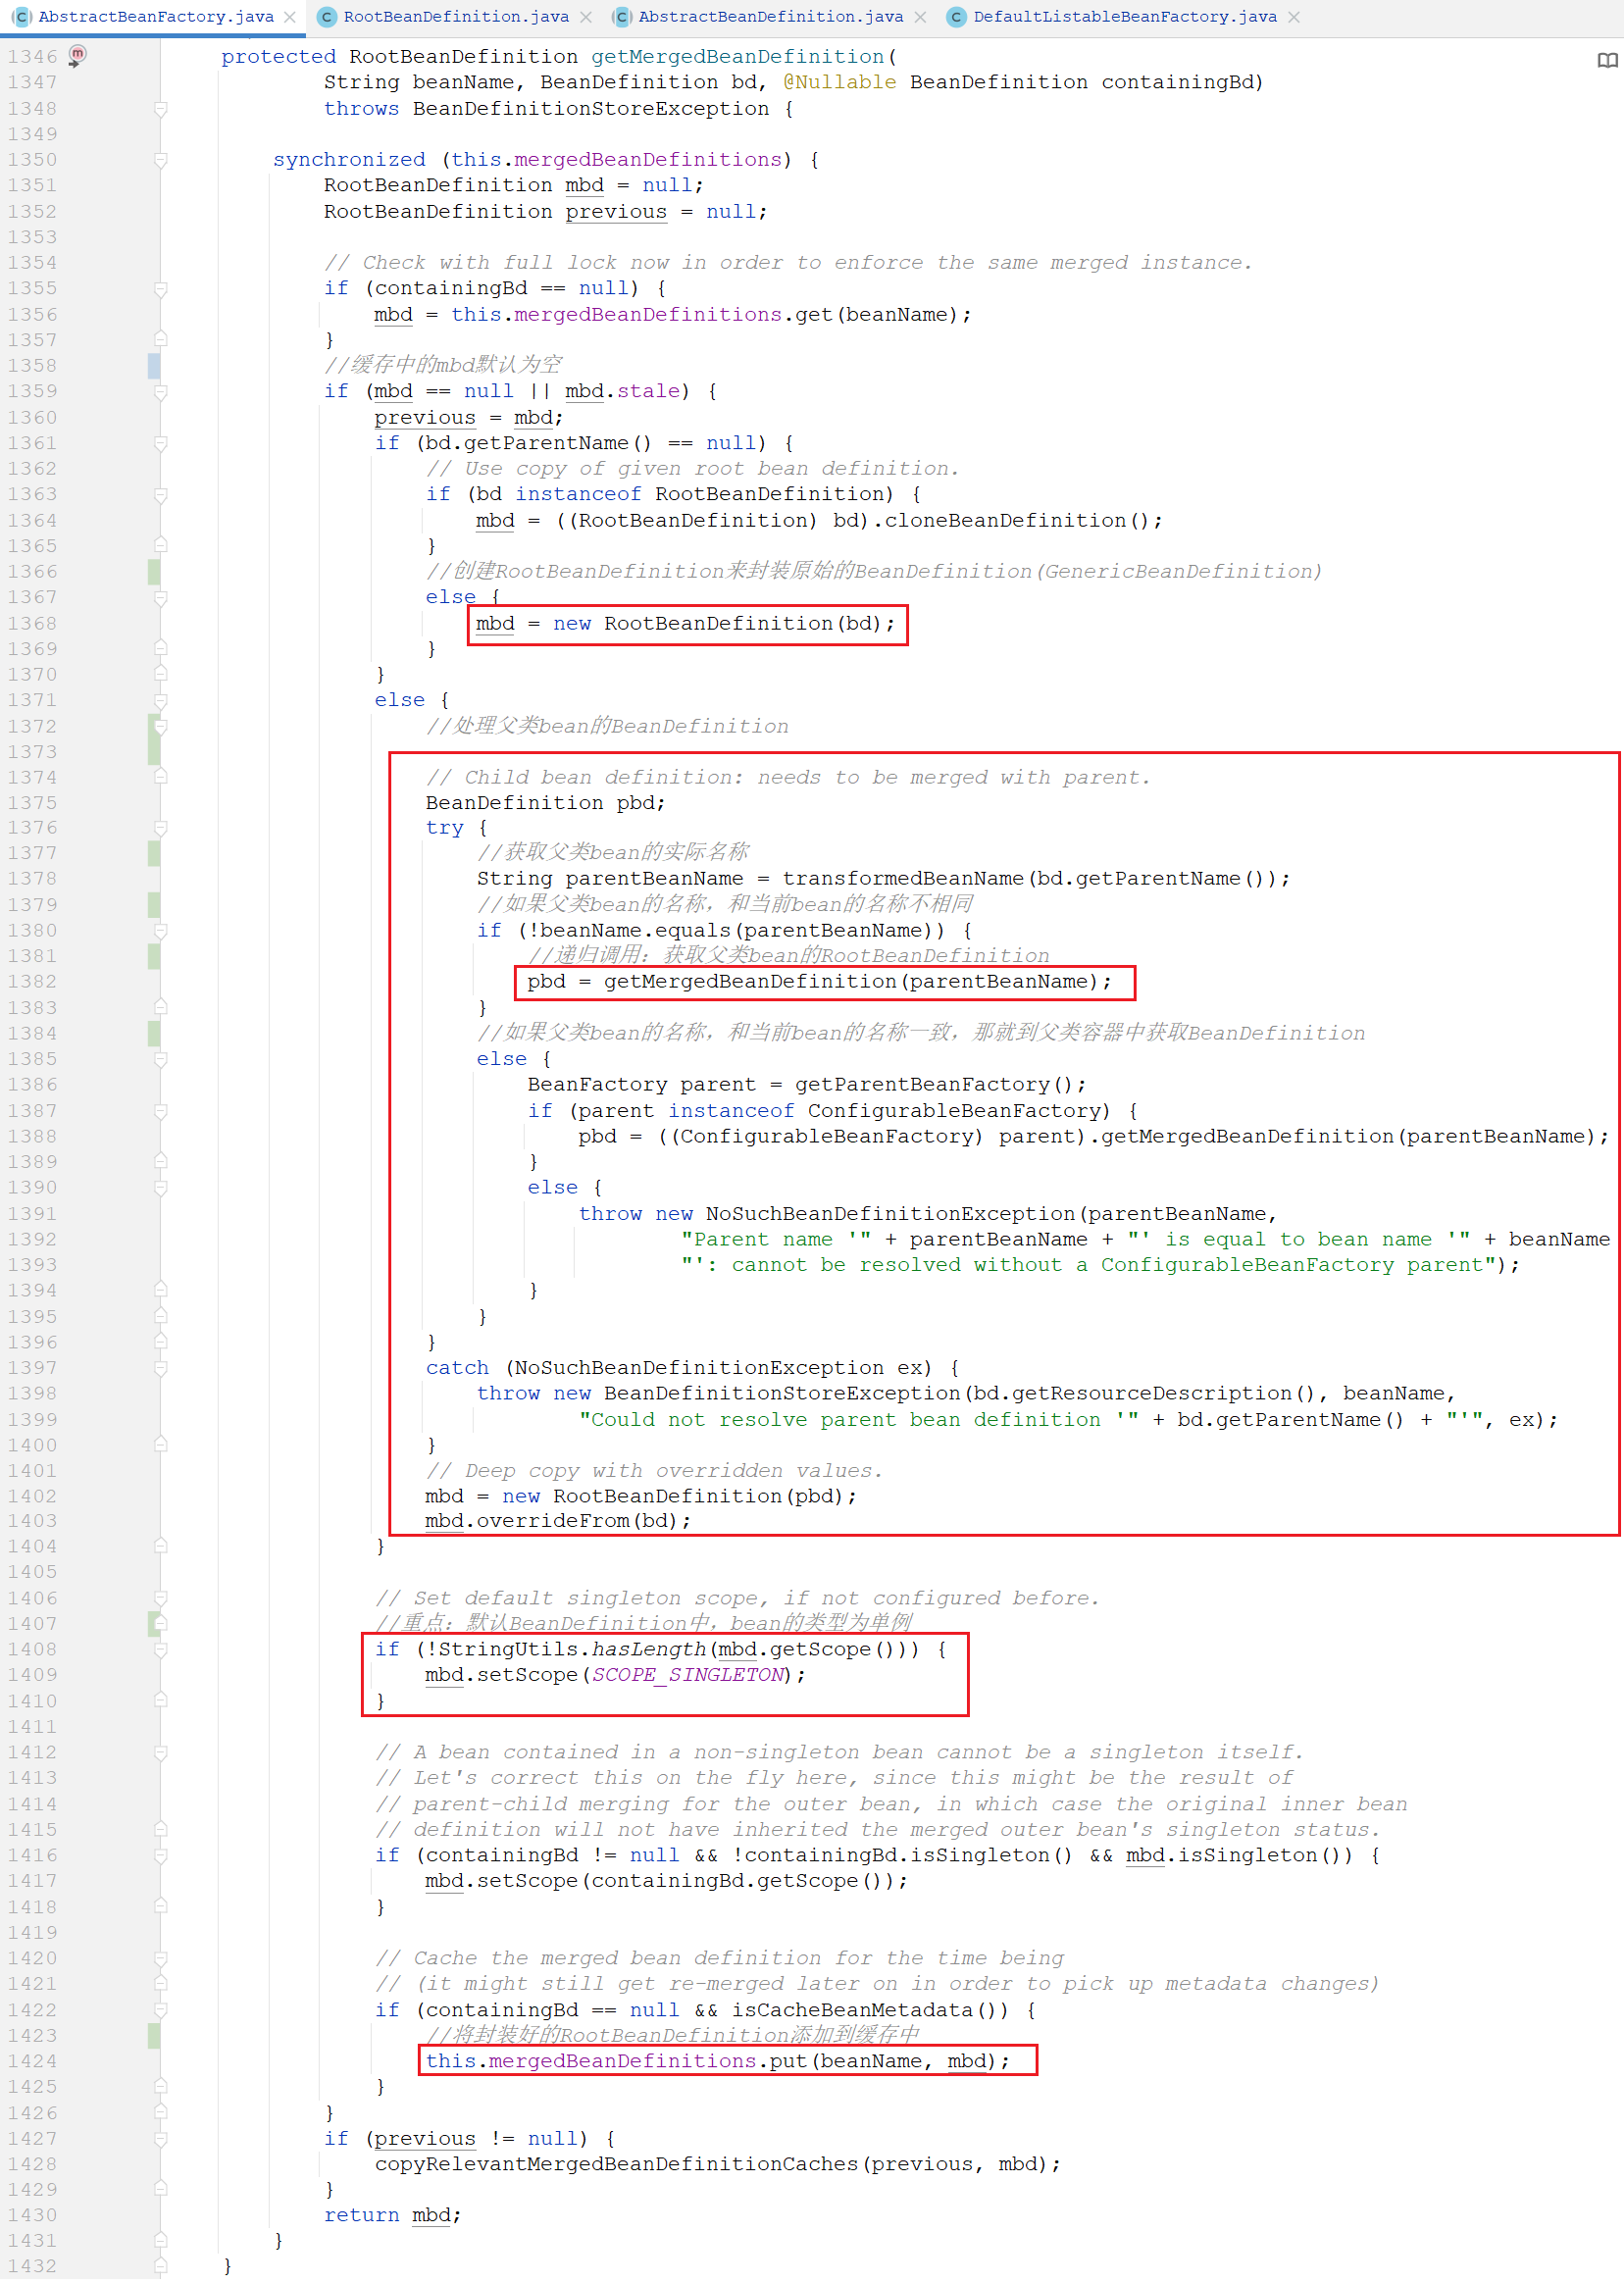 AbstractBeanFactory.java RootBeanDefinition.java AbstractBeanDefinition.java DefaultListableBeanFactory.java
1346 protected RootBeanDefinition getMergedBeanDefinition(
1347 String beanName, BeanDefinition bd, @Nullable BeanDefinition containingBd)
1348 throws BeanDefinitionStoreException {
1349
1350 synchronized (this.mergedBeanDefinitions) {
1351 RootBeanDefinition mbd = null;
1352 RootBeanDefinition previous = null;
1353
1354 // Check with full lock now in order to enforce the same merged instance.
1355 if (containingBd == null) {
1356 mbd = this.mergedBeanDefinitions.get(beanName);
1357 }
1358 //缓存中的mbd默认为空
1359 if (mbd == null || mbd.stale) {
1360 previous = mbd;
1361 if (bd.getParentName() == null) {
1362 // Use copy of given root bean definition.
1363 if (bd instanceof RootBeanDefinition) {
1364 mbd = ((RootBeanDefinition) bd).cloneBeanDefinition();
1365 }
1366 //创建RootBeanDefinition来封装原始的BeanDefinition(GenericBeanDefinition)
1367 else {
1368 mbd = new RootBeanDefinition(bd);
1369 }
1370 }
1371 else {
1372 //处理父类bean的BeanDefinition
1373
1374 // Child bean definition: needs to be merged with parent.
1375 BeanDefinition pbd;
1376 try {
1377 //获取父类bean的实际名称
1378 String parentBeanName = transformedBeanName(bd.getParentName());
1379 //如果父类bean的名称，和当前bean的名称不相同
1380 if (!beanName.equals(parentBeanName)) {
1381 //递归调用：获取父类bean的RootBeanDefinition
1382 pbd = getMergedBeanDefinition(parentBeanName);
1383 }
1384 //如果父类bean的名称，和当前bean的名称一致，那就到父类容器中获取BeanDefinition
1385 else {
1386 BeanFactory parent = getParentBeanFactory();
1387 if (parent instanceof ConfigurableBeanFactory) {
1388 pbd = ((ConfigurableBeanFactory) parent).getMergedBeanDefinition(parentBeanName);
1389 }
1390 else {
1391 throw new NoSuchBeanDefinitionException(parentBeanName,
1392 "Parent name '" + parentBeanName + "' is equal to bean name '" + beanName
1393 "': cannot be resolved without a ConfigurableBeanFactory parent");
1394 }
1395 }
1396 }
1397 catch (NoSuchBeanDefinitionException ex) {
1398 throw new BeanDefinitionStoreException(bd.getResourceDescription(), beanName,
1399 "Could not resolve parent bean definition '" + bd.getParentName() + "'", ex);
1400 }
1401 // Deep copy with overridden values.
1402 mbd = new RootBeanDefinition(pbd);
1403 mbd.overrideFrom(bd);
1404 }
1405
1406 // Set default singleton scope, if not configured before.
1407 //重点：默认BeanDefinition中，bean的类型为单例
1408 if (!StringUtils.hasLength(mbd.getScope())) {
1409 mbd.setScope(SCOPE_SINGLETON);
1410 }
1411
1412 // A bean contained in a non-singleton bean cannot be a singleton itself.
1413 // Let's correct this on the fly here, since this might be the result of
1414 // parent-child merging for the outer bean, in which case the original inner bean
1415 // definition will not have inherited the merged outer bean's singleton status.
1416 if (containingBd != null && !containingBd.isSingleton() && mbd.isSingleton()) {
1417 mbd.setScope(containingBd.getScope());
1418 }
1419
1420 // Cache the merged bean definition for the time being
1421 // (it might still get re-merged later on in order to pick up metadata changes)
1422 if (containingBd == null && isCacheBeanMetadata()) {
1423 //将封装好的RootBeanDefinition添加到缓存中
1424 this.mergedBeanDefinitions.put(beanName, mbd);
1425 }
1426 }
1427 if (previous != null) {
1428 copyRelevantMergedBeanDefinitionCaches(previous, mbd);
1429 }
1430 return mbd;
1431 }
1432 }